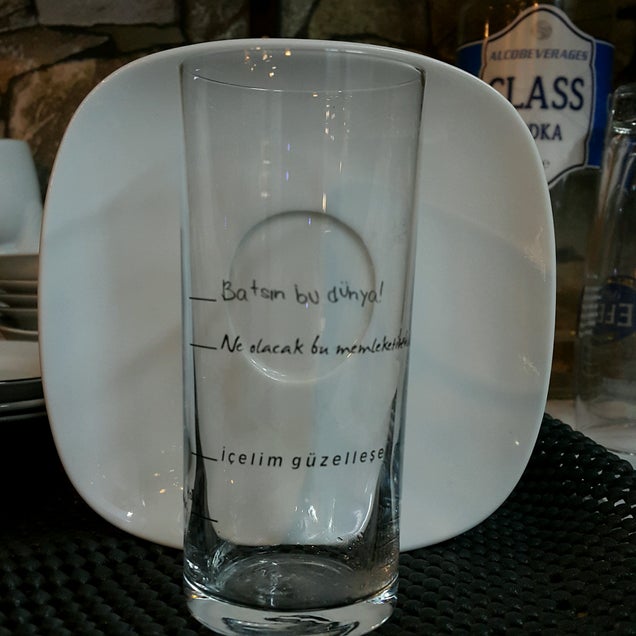 ALCOBEVERAGES
CLASS
Batsın bu dünya!
Ne olacak bu
içelim güzelleşe